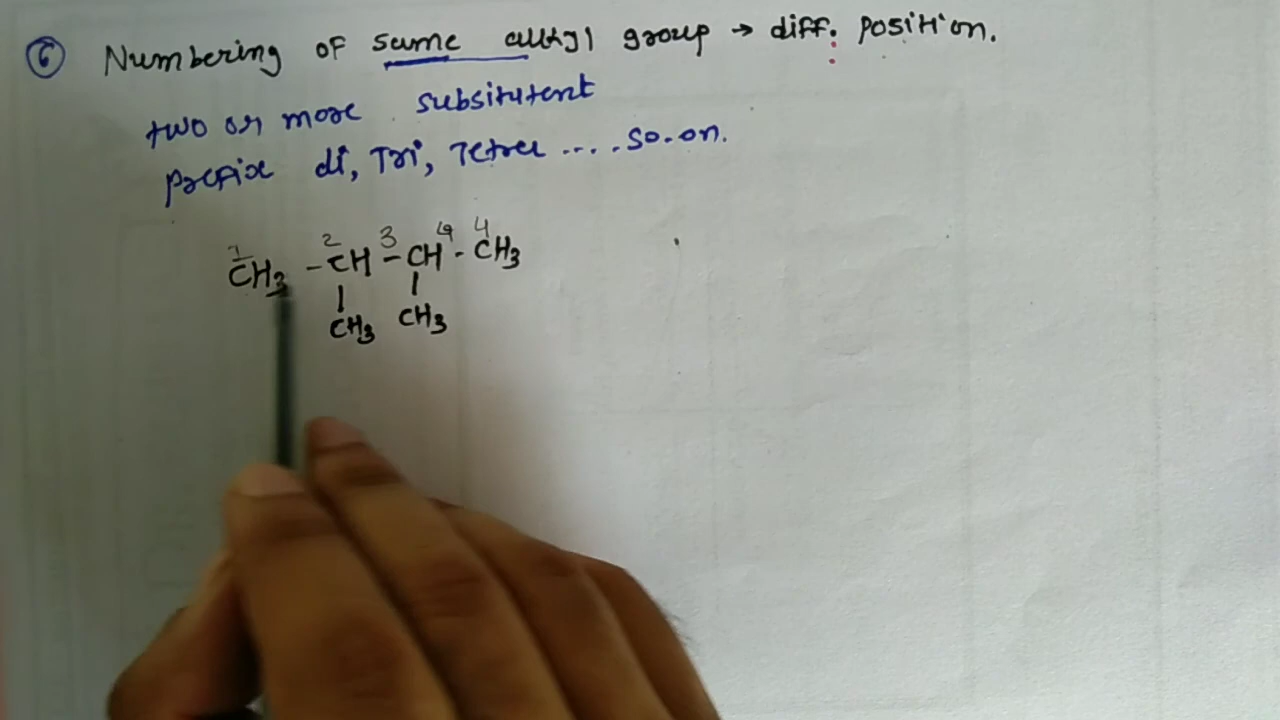 6 Numbering of same alkyl group → diff. position.
two or more subsitutent
prefix di, Tri, Tetra .... so.on.
1 2 3 4 4
CH3 - CH - CH - CH3
CH3 CH3